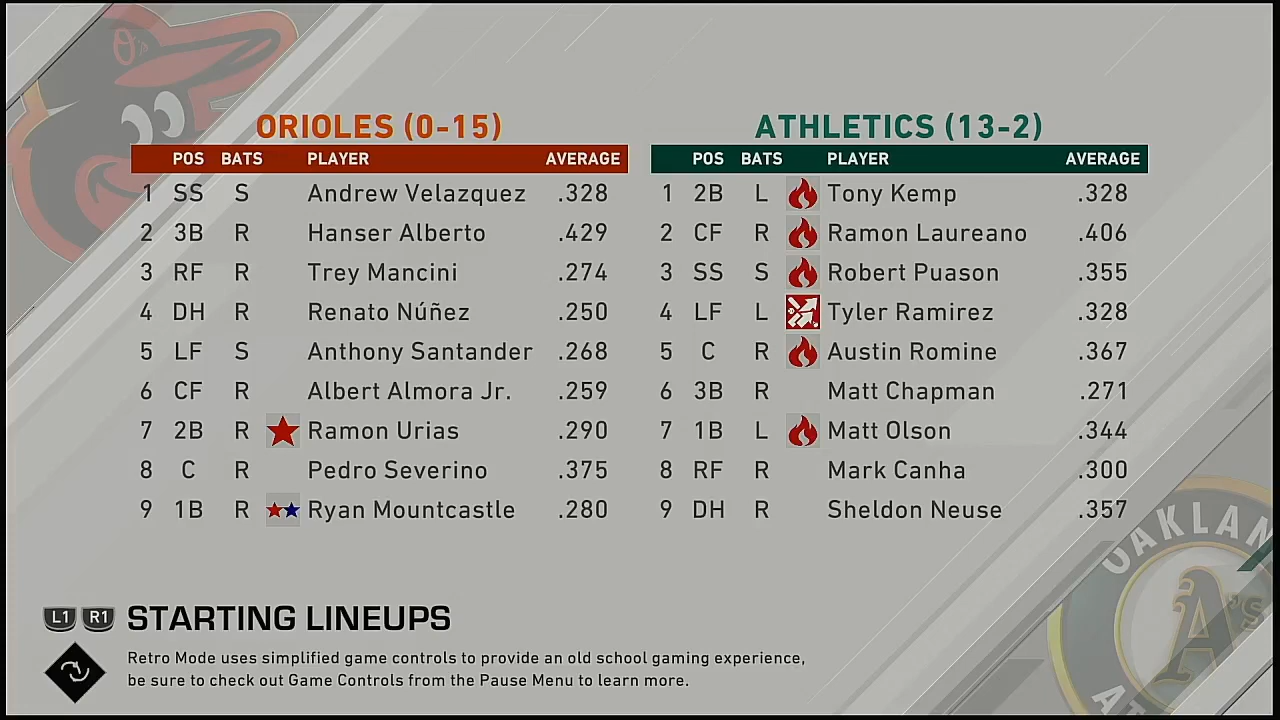 O's
ORIOLES (0-15)
POS BATS PLAYER AVERAGE
1 SS S Andrew Velazquez .328
2 3B R Hanser Alberto .429
3 RF R Trey Mancini .274
4 DH R Renato Núñez .250
5 LF S Anthony Santander .268
6 CF R Albert Almora Jr. .259
7 2B R Ramon Urias .290
8 C R Pedro Severino .375
9 1B R Ryan Mountcastle .280
ATHLETICS (13-2)
POS BATS PLAYER AVERAGE
1 2B L Tony Kemp .328
2 CF R Ramon Laureano .406
3 SS S Robert Puason .355
4 LF L Tyler Ramirez .328
5 C R Austin Romine .367
6 3B R Matt Chapman .271
7 1B L Matt Olson .344
8 RF R Mark Canha .300
9 DH R Sheldon Neuse .357
OAKLAN
A's
AT
L1 R1 STARTING LINEUPS
Retro Mode uses simplified game controls to provide an old school gaming experience,
be sure to check out Game Controls from the Pause Menu to learn more.